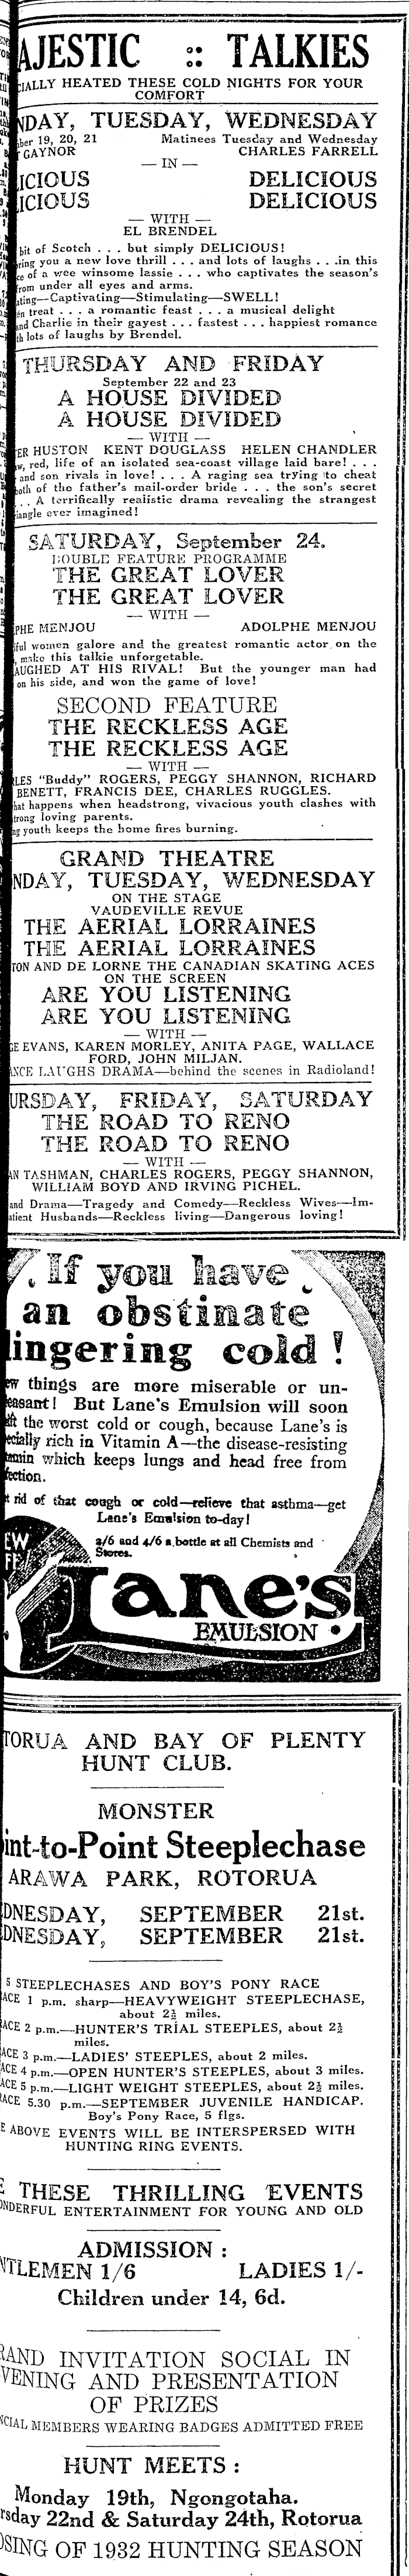 AJESTIC :: TALKIES
CIALLY HEATED THESE COLD NIGHTS FOR YOUR
COMFORT
NDAY, TUESDAY, WEDNESDAY
ber 19, 20, 21 Matinees Tuesday and Wednesday
T GAYNOR CHARLES FARRELL
— IN —
ICIOUS DELICIOUS
ICIOUS DELICIOUS
— WITH —
EL BRENDEL
bit of Scotch . . . but simply DELICIOUS!
ring you a new love thrill . . . and lots of laughs . . .in this
ce of a wee winsome lassie . . . who captivates the season's
from under all eyes and arms.
ating—Captivating—Stimulating—SWELL!
en treat . . . a romantic feast . . . a musical delight
and Charlie in their gayest . . . fastest . . . happiest romance
th lots of laughs by Brendel.
THURSDAY AND FRIDAY
September 22 and 23
A HOUSE DIVIDED
A HOUSE DIVIDED
— WITH —
ER HUSTON KENT DOUGLASS HELEN CHANDLER
w, red, life of an isolated sea-coast village laid bare! . . .
and son rivals in love! . . . A raging sea trying to cheat
both of the father's mail-order bride . . . the son's secret
. . . A terrifically realistic drama revealing the strangest
iangle ever imagined!
SATURDAY, September 24.
DOUBLE FEATURE PROGRAMME
THE GREAT LOVER
THE GREAT LOVER
— WITH —
PHE MENJOU ADOLPHE MENJOU
iful women galore and the greatest romantic actor on the
, make this talkie unforgetable.
AUGHED AT HIS RIVAL! But the younger man had
on his side, and won the game of love!
SECOND FEATURE
THE RECKLESS AGE
THE RECKLESS AGE
— WITH —
LES "Buddy" ROGERS, PEGGY SHANNON, RICHARD
BENETT, FRANCIS DEE, CHARLES RUGGLES.
hat happens when headstrong, vivacious youth clashes with
trong loving parents.
ng youth keeps the home fires burning.
GRAND THEATRE
NDAY, TUESDAY, WEDNESDAY
ON THE STAGE
VAUDEVILLE REVUE
THE AERIAL LORRAINES
THE AERIAL LORRAINES
TON AND DE LORNE THE CANADIAN SKATING ACES
ON THE SCREEN
ARE YOU LISTENING
ARE YOU LISTENING
— WITH —
GE EVANS, KAREN MORLEY, ANITA PAGE, WALLACE
FORD, JOHN MILJAN.
ANCE LAUGHS DRAMA—behind the scenes in Radioland!
URSDAY, FRIDAY, SATURDAY
THE ROAD TO RENO
THE ROAD TO RENO
— WITH —
AN TASHMAN, CHARLES ROGERS, PEGGY SHANNON,
WILLIAM BOYD AND IRVING PICHEL.
and Drama—Tragedy and Comedy—Reckless Wives—Im-
atient Husbands—Reckless living—Dangerous loving!
If you have
an obstinate
lingering cold!
ew things are more miserable or un-
easant! But Lane's Emulsion will soon
ift the worst cold or cough, because Lane's is
ecially rich in Vitamin A—the disease-resisting
tamin which keeps lungs and head free from
fection.
t rid of that cough or cold—relieve that asthma—get
Lane's Emulsion to-day!
2/6 and 4/6 a bottle at all Chemists and
Stores.
Lane's
EMULSION
TORUA AND BAY OF PLENTY
HUNT CLUB.
MONSTER
int-to-Point Steeplechase
ARAWA PARK, ROTORUA
DNESDAY, SEPTEMBER 21st.
DNESDAY, SEPTEMBER 21st.
5 STEEPLECHASES AND BOY'S PONY RACE
ACE 1 p.m. sharp—HEAVYWEIGHT STEEPLECHASE,
about 2½ miles.
ACE 2 p.m.—HUNTER'S TRIAL STEEPLES, about 2½
miles.
ACE 3 p.m.—LADIES' STEEPLES, about 2 miles.
ACE 4 p.m.—OPEN HUNTER'S STEEPLES, about 3 miles.
ACE 5 p.m.—LIGHT WEIGHT STEEPLES, about 2½ miles.
ACE 5.30 p.m.—SEPTEMBER JUVENILE HANDICAP.
Boy's Pony Race, 5 flgs.
E ABOVE EVENTS WILL BE INTERSPERSED WITH
HUNTING RING EVENTS.
E THESE THRILLING EVENTS
ONDERFUL ENTERTAINMENT FOR YOUNG AND OLD
ADMISSION :
NTLEMEN 1/6 LADIES 1/-
Children under 14, 6d.
RAND INVITATION SOCIAL IN
VENING AND PRESENTATION
OF PRIZES
NCIAL MEMBERS WEARING BADGES ADMITTED FREE
HUNT MEETS :
Monday 19th, Ngongotaha.
rsday 22nd & Saturday 24th, Rotorua
OSING OF 1932 HUNTING SEASON